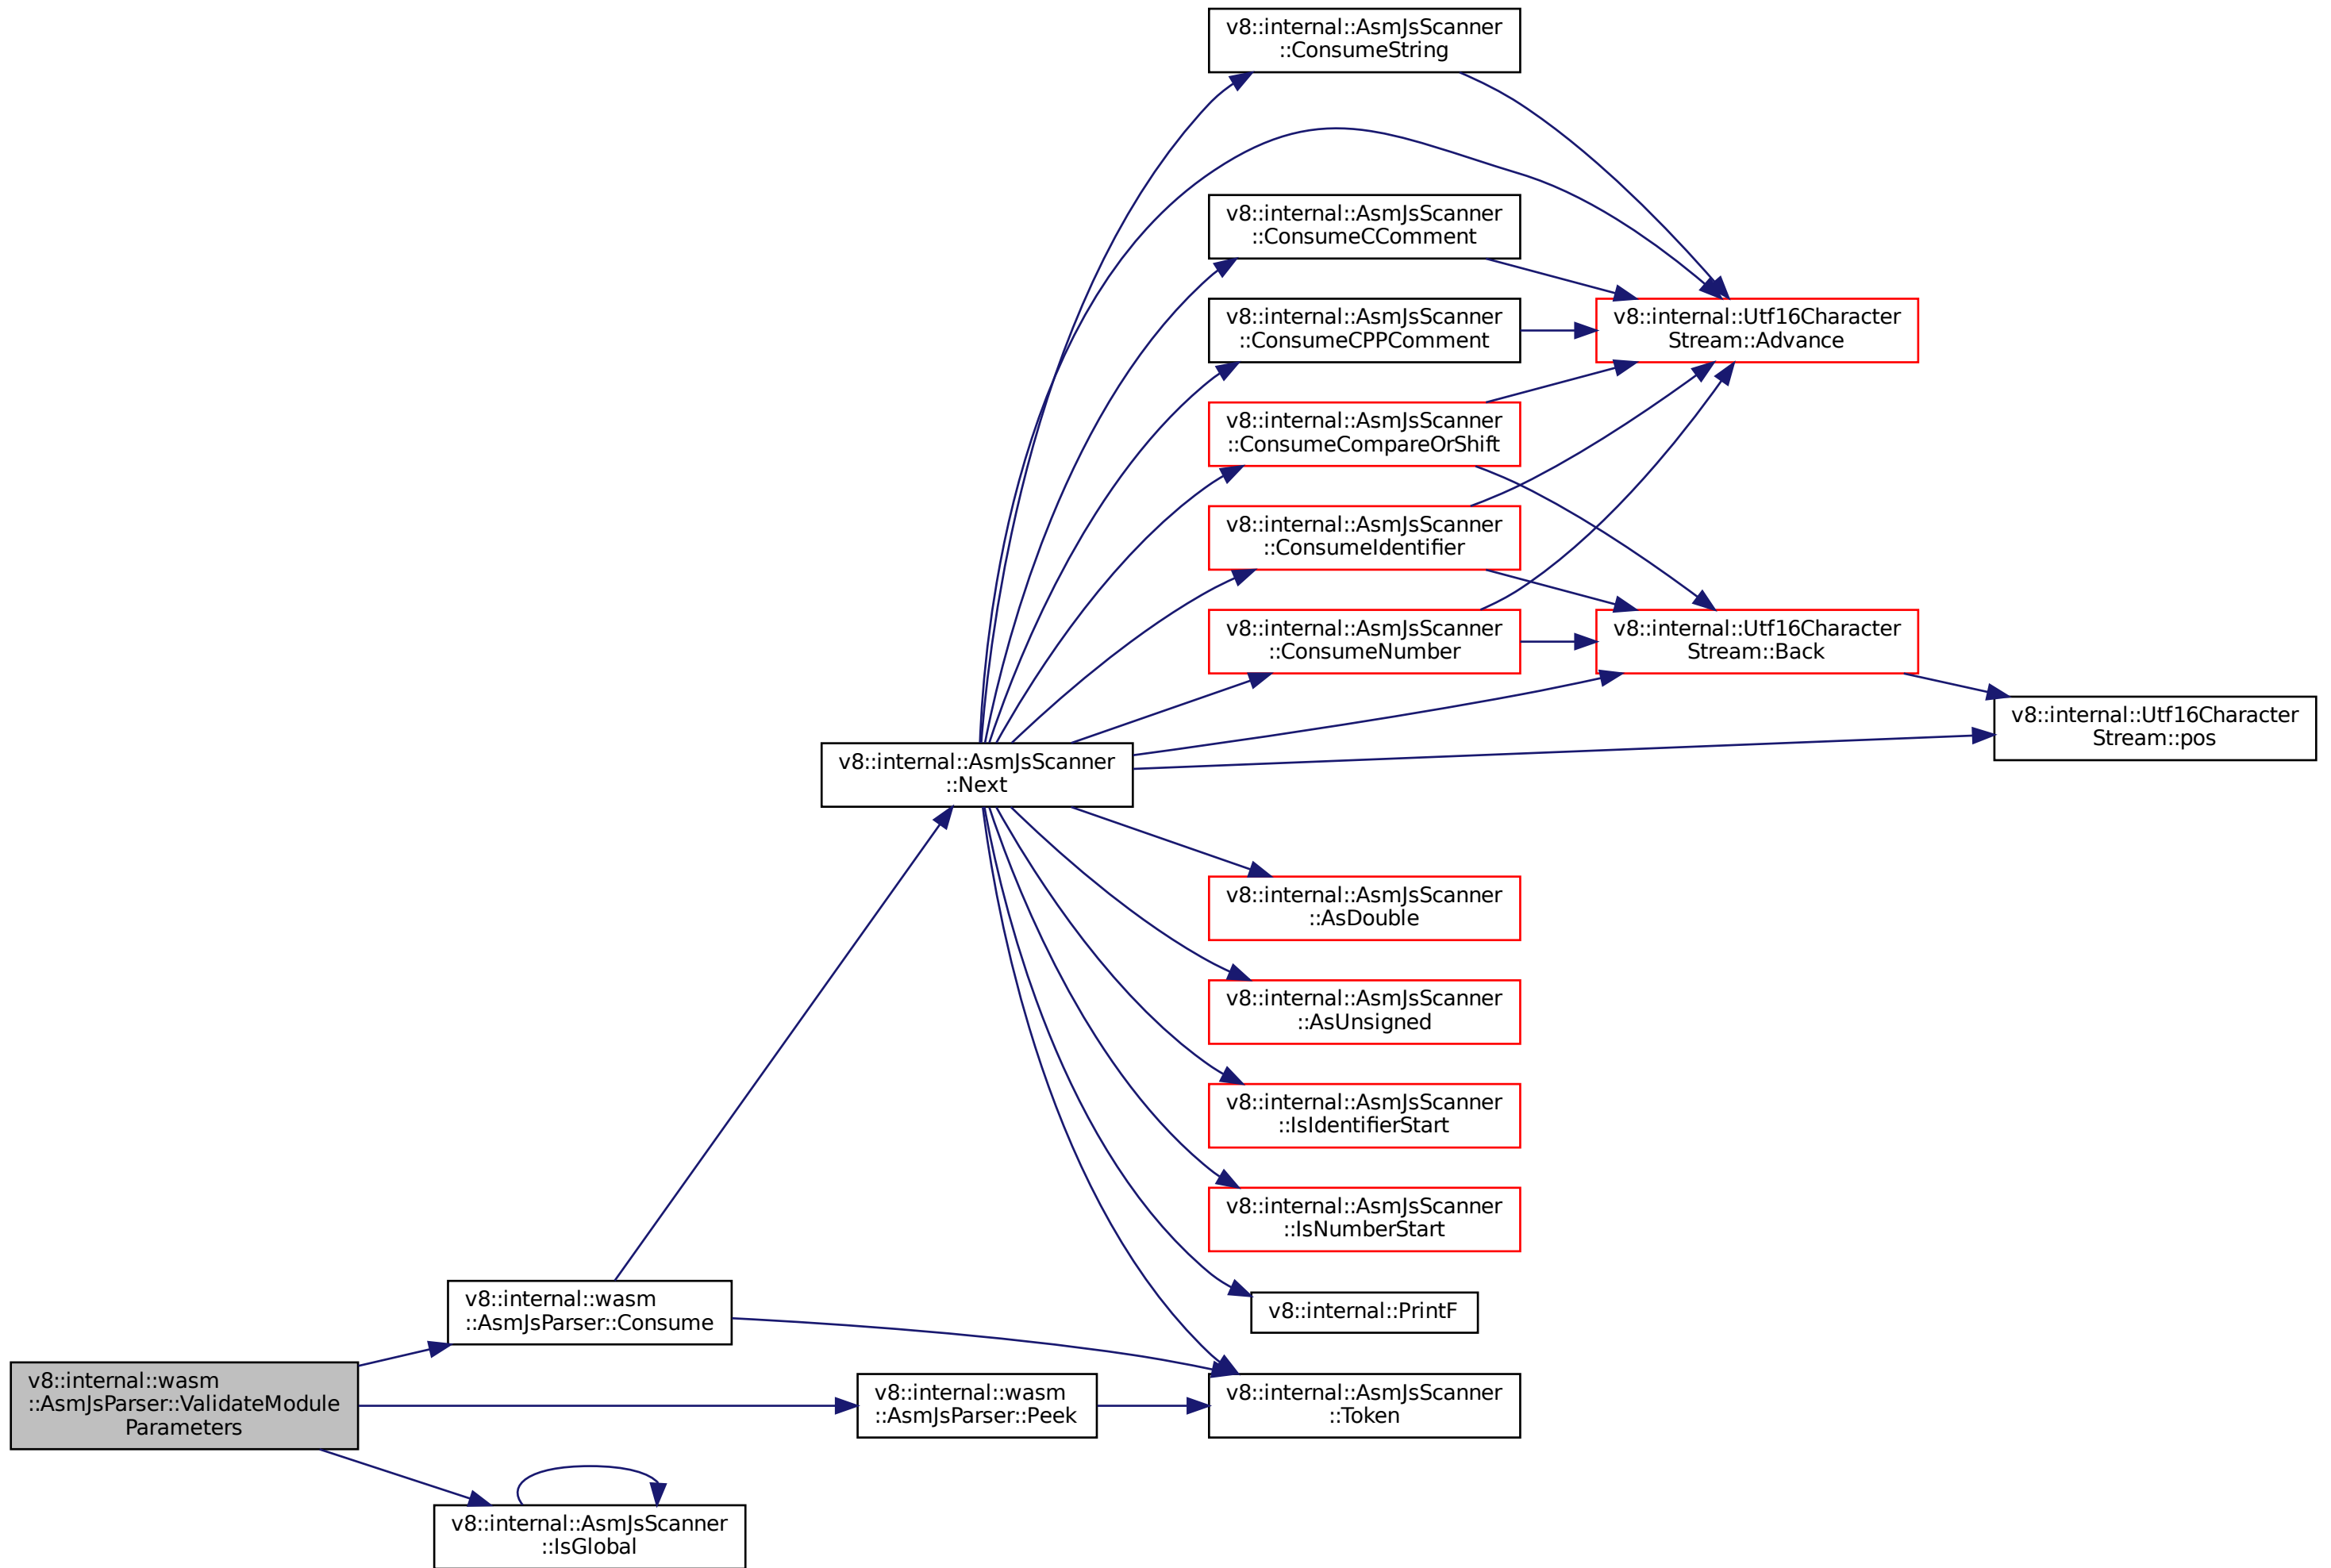 v8::internal::AsmJsScanner
::ConsumeString
v8::internal::AsmJsScanner
::ConsumeCComment
v8::internal::AsmJsScanner
::ConsumeCPPComment
v8::internal::Utf16Character
Stream::Advance
v8::internal::AsmJsScanner
::ConsumeCompareOrShift
v8::internal::AsmJsScanner
::ConsumeIdentifier
v8::internal::AsmJsScanner
::ConsumeNumber
v8::internal::Utf16Character
Stream::Back
v8::internal::Utf16Character
Stream::pos
v8::internal::AsmJsScanner
::Next
v8::internal::AsmJsScanner
::AsDouble
v8::internal::AsmJsScanner
::AsUnsigned
v8::internal::AsmJsScanner
::IsIdentifierStart
v8::internal::AsmJsScanner
::IsNumberStart
v8::internal::PrintF
v8::internal::wasm
::AsmJsParser::Consume
v8::internal::wasm
::AsmJsParser::ValidateModule
Parameters
v8::internal::wasm
::AsmJsParser::Peek
v8::internal::AsmJsScanner
::Token
v8::internal::AsmJsScanner
::IsGlobal